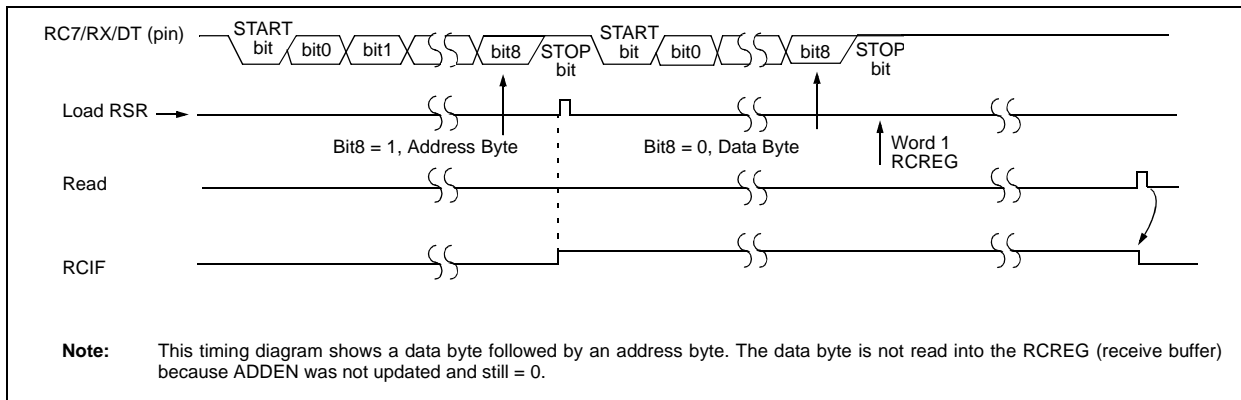 RC7/RX/DT (pin)
START
bit
bit0
bit1
bit8
STOP
bit
START
bit
bit0
bit8
STOP
bit
Load RSR
Bit8 = 1, Address Byte
Bit8 = 0, Data Byte
Word 1
RCREG
Read
RCIF
Note: This timing diagram shows a data byte followed by an address byte. The data byte is not read into the RCREG (receive buffer)
because ADDEN was not updated and still = 0.